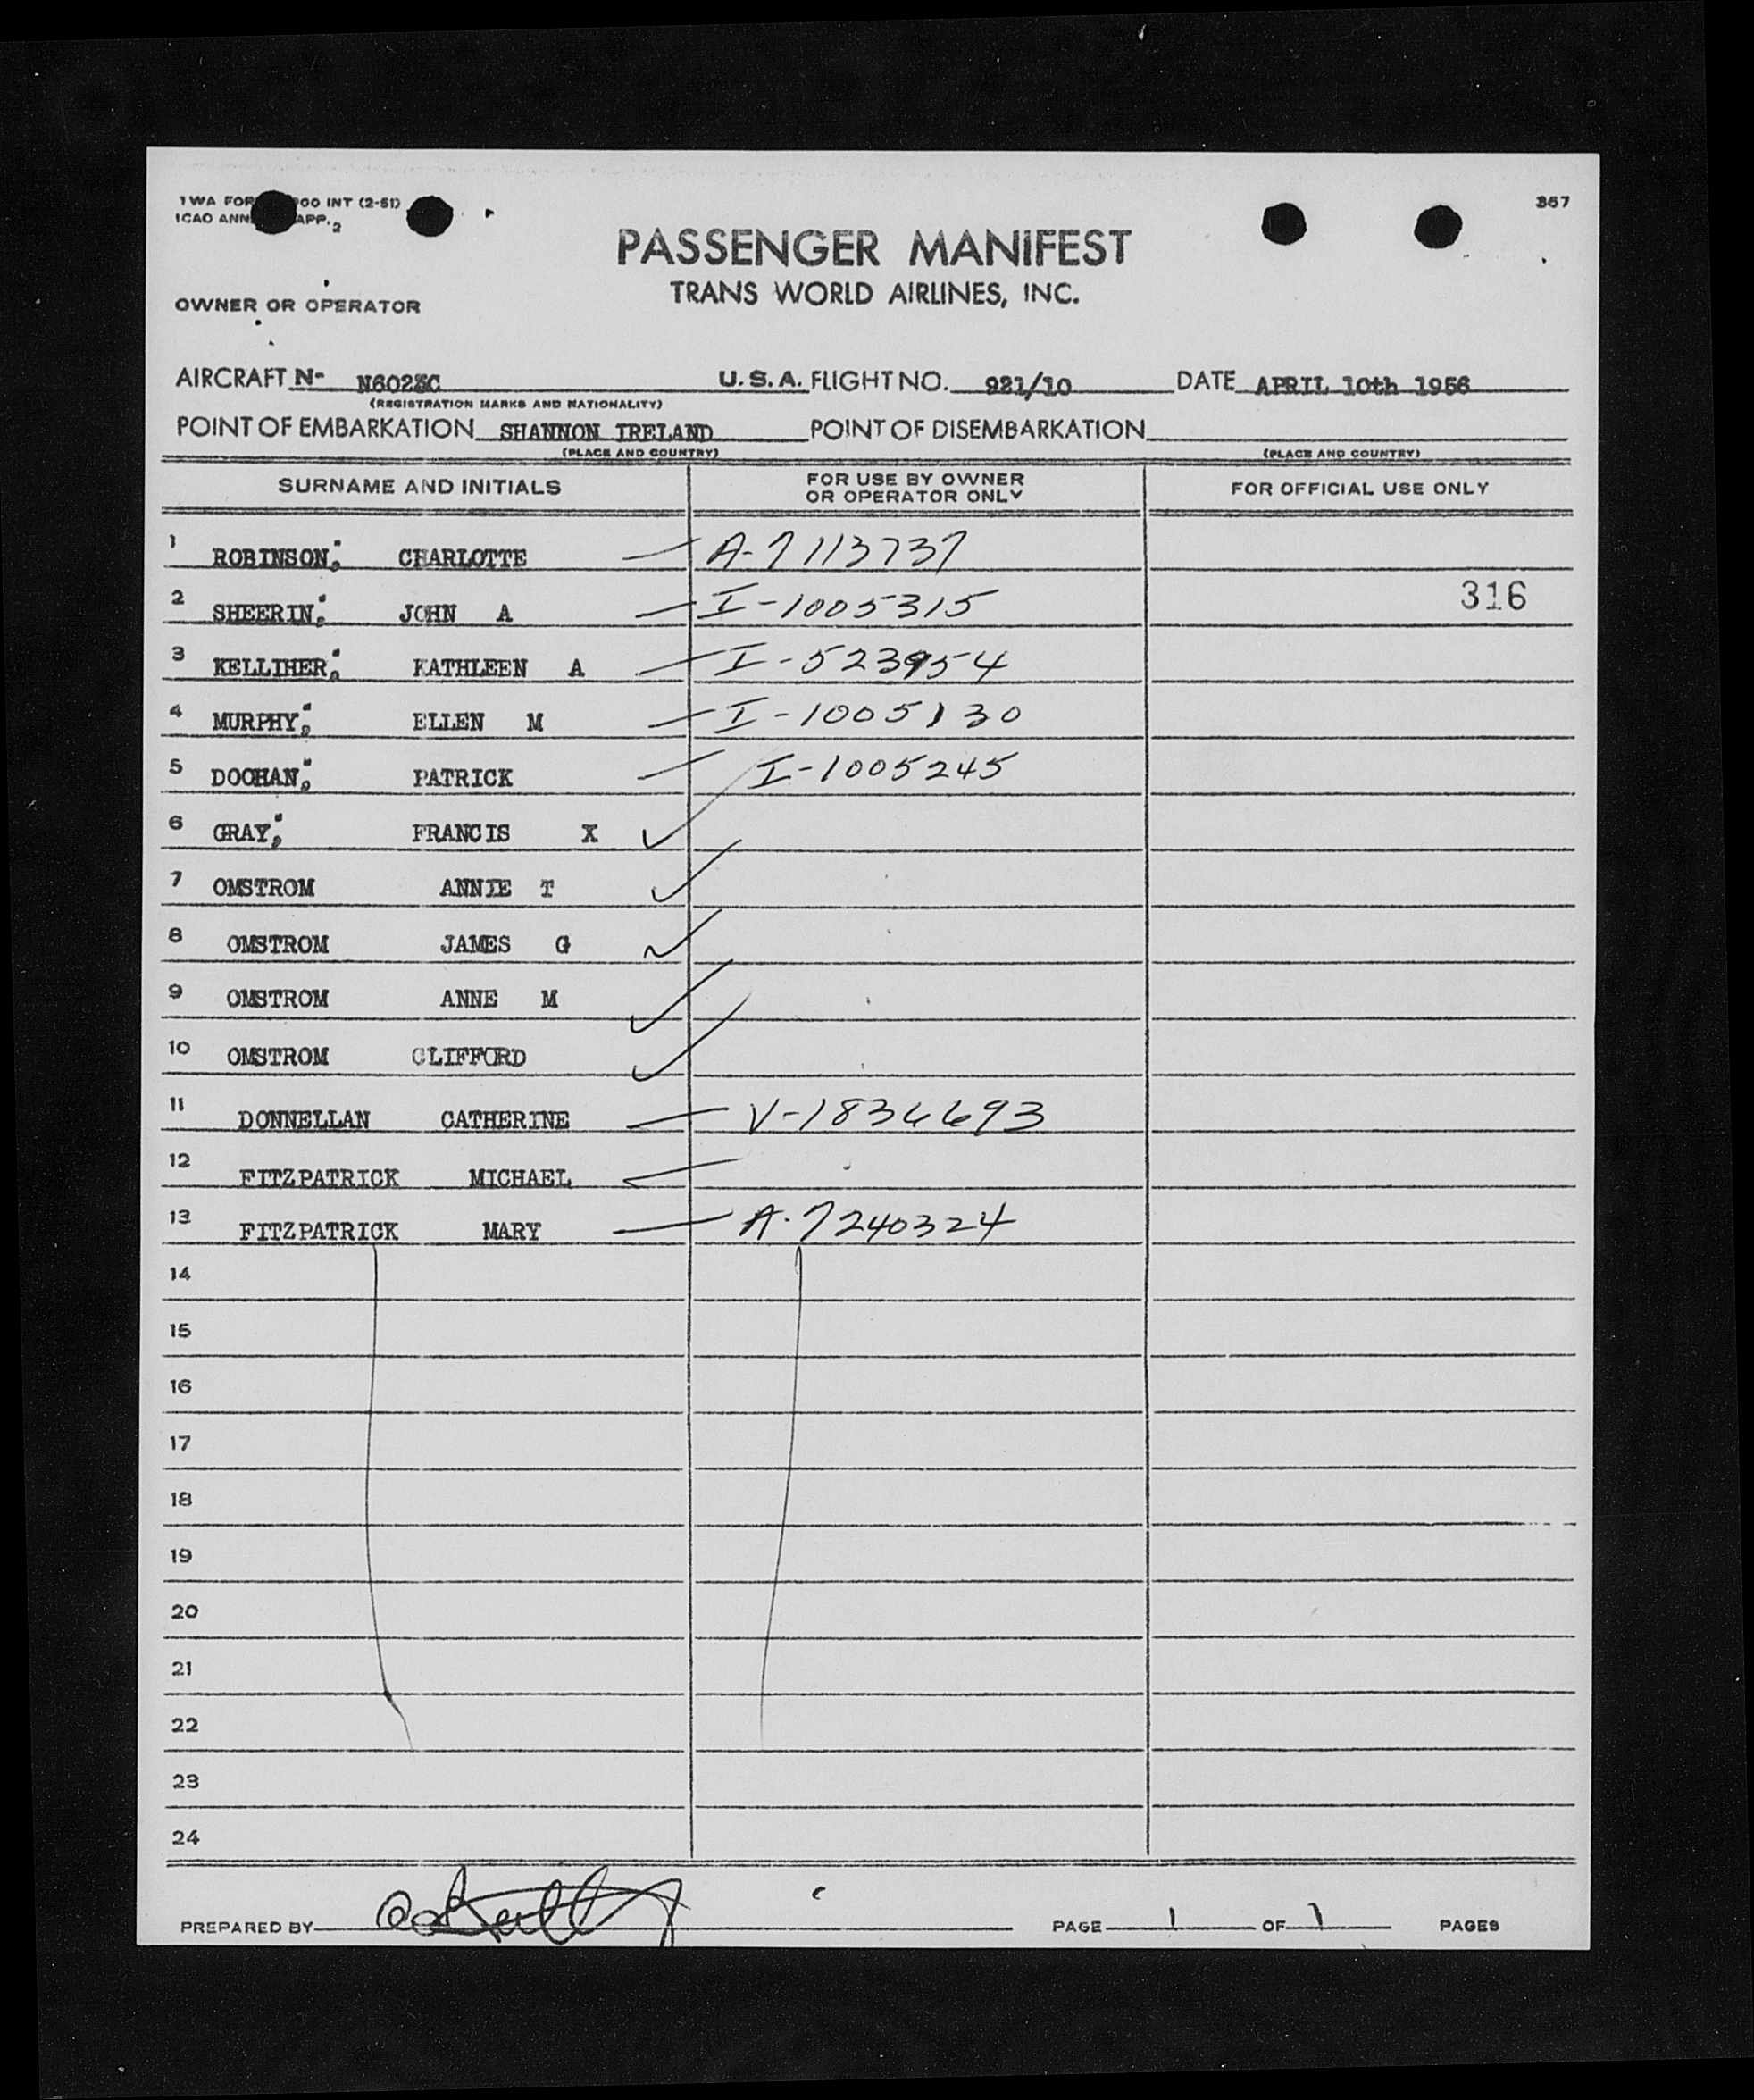 TWA FOR 00 INT (2-51)
ICAO ANN APP. 2
367
PASSENGER MANIFEST
TRANS WORLD AIRLINES, INC.
OWNER OR OPERATOR
AIRCRAFT N- N6023C U.S.A. FLIGHT NO. 921/10 DATE APRIL 10th 1956
(REGISTRATION MARKS AND NATIONALITY)
POINT OF EMBARKATION SHANNON IRELAND POINT OF DISEMBARKATION
(PLACE AND COUNTRY) (PLACE AND COUNTRY)
SURNAME AND INITIALS FOR USE BY OWNER OR OPERATOR ONLY FOR OFFICIAL USE ONLY
1 ROBINSON; CHARLOTTE A-7113737
2 SHEERIN; JOHN A I-1005315 316
3 KELLIHER; KATHLEEN A I-523954
4 MURPHY; ELLEN M I-1005130
5 DOOHAN; PATRICK I-1005245
6 GRAY; FRANCIS X ✓
7 OMSTROM ANNIE T ✓
8 OMSTROM JAMES G ✓
9 OMSTROM ANNE M ✓
10 OMSTROM CLIFFORD ✓
11 DONNELLAN CATHERINE V-1836693
12 FITZPATRICK MICHAEL ✓
13 FITZPATRICK MARY A-7240324
14
15
16
17
18
19
20
21
22
23
24
PREPARED BY PAGE 1 OF 1 PAGES